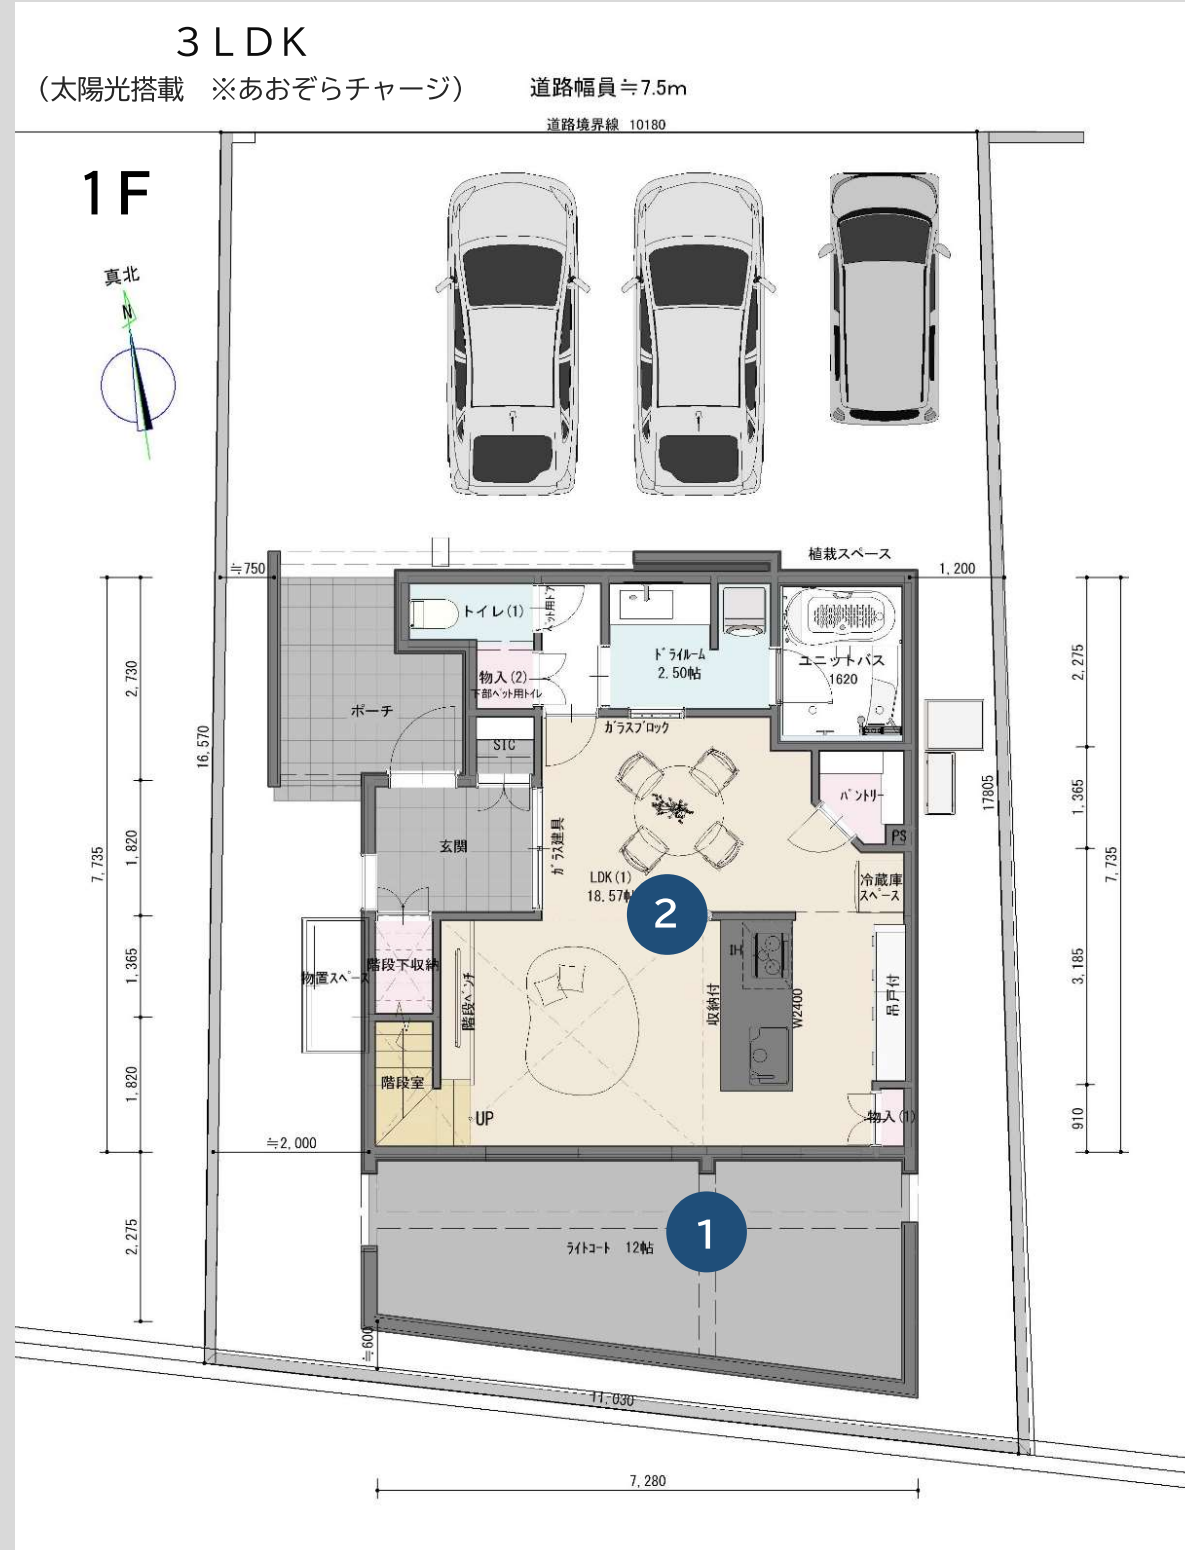 3LDK
（太陽光搭載　※あおぞらチャージ）
道路幅員≒7.5m
道路境界線 10180
1F
真北
N
植栽スペース
≒750
1,200
トイレ(1)
ペット用ドア
ドライルーム
2.50帖
ユニットバス
1620
物入(2)
下部ペット用トイレ
2,730
2,275
ポーチ
ガラスブロック
SIC
16,570
17805
パントリー
1,365
PS
玄関
ガラス建具
1,820
7,735
7,735
LDK(1)
18.57帖
冷蔵庫
スペース
2
IH
階段下収納
物置スペース
階段ベンチ
収納付
W2400
吊戸付
1,365
3,185
階段室
1,820
UP
物入(1)
910
≒2,000
2,275
ライトコート 12帖
1
≒600
11,030
7,280